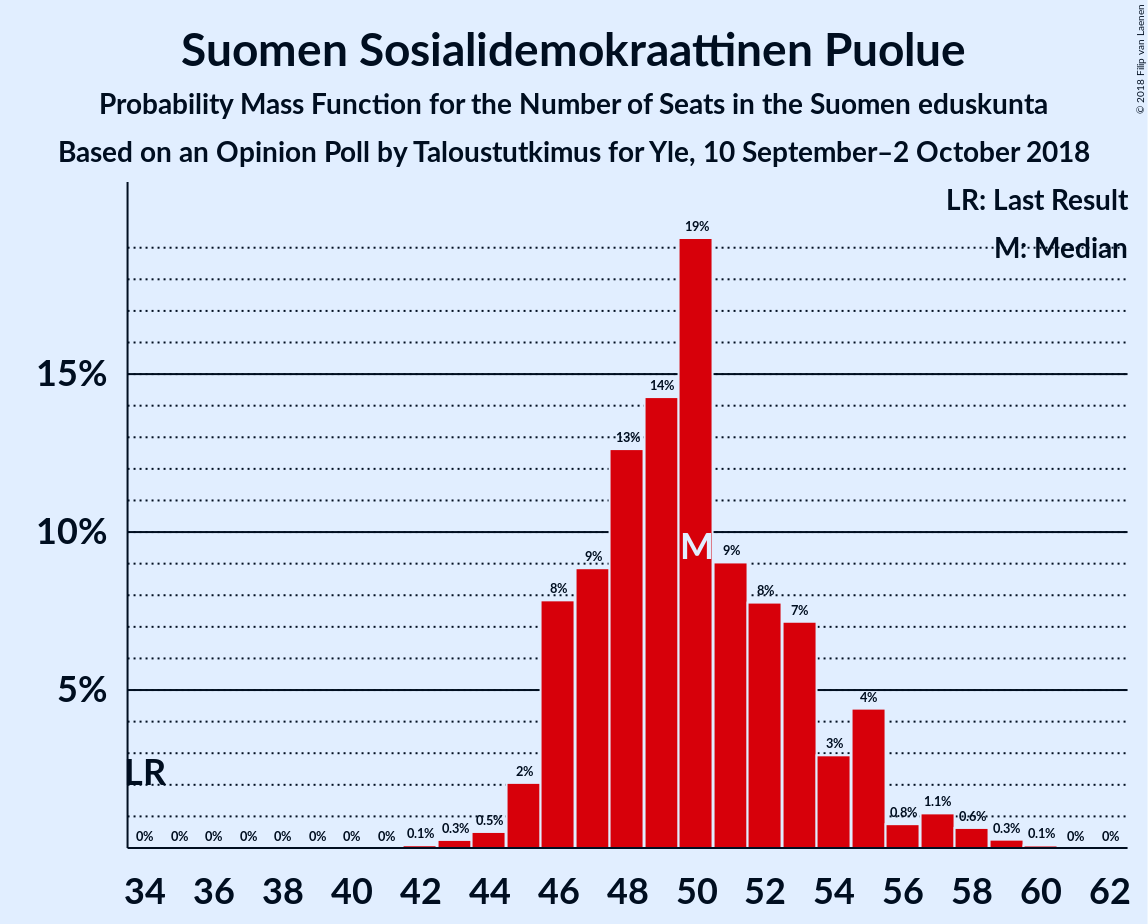 Suomen Sosialidemokraattinen Puolue
Probability Mass Function for the Number of Seats in the Suomen eduskunta
Based on an Opinion Poll by Taloustutkimus for Yle, 10 September–2 October 2018
© 2018 Filip van Laenen
LR: Last Result
M: Median
15%
10%
5%
LR
M
0% 0% 0% 0% 0% 0% 0% 0% 0.1% 0.3% 0.5% 2% 8% 9% 13% 14% 19% 9% 8% 7% 3% 4% 0.8% 1.1% 0.6% 0.3% 0.1% 0% 0%
34 36 38 40 42 44 46 48 50 52 54 56 58 60 62